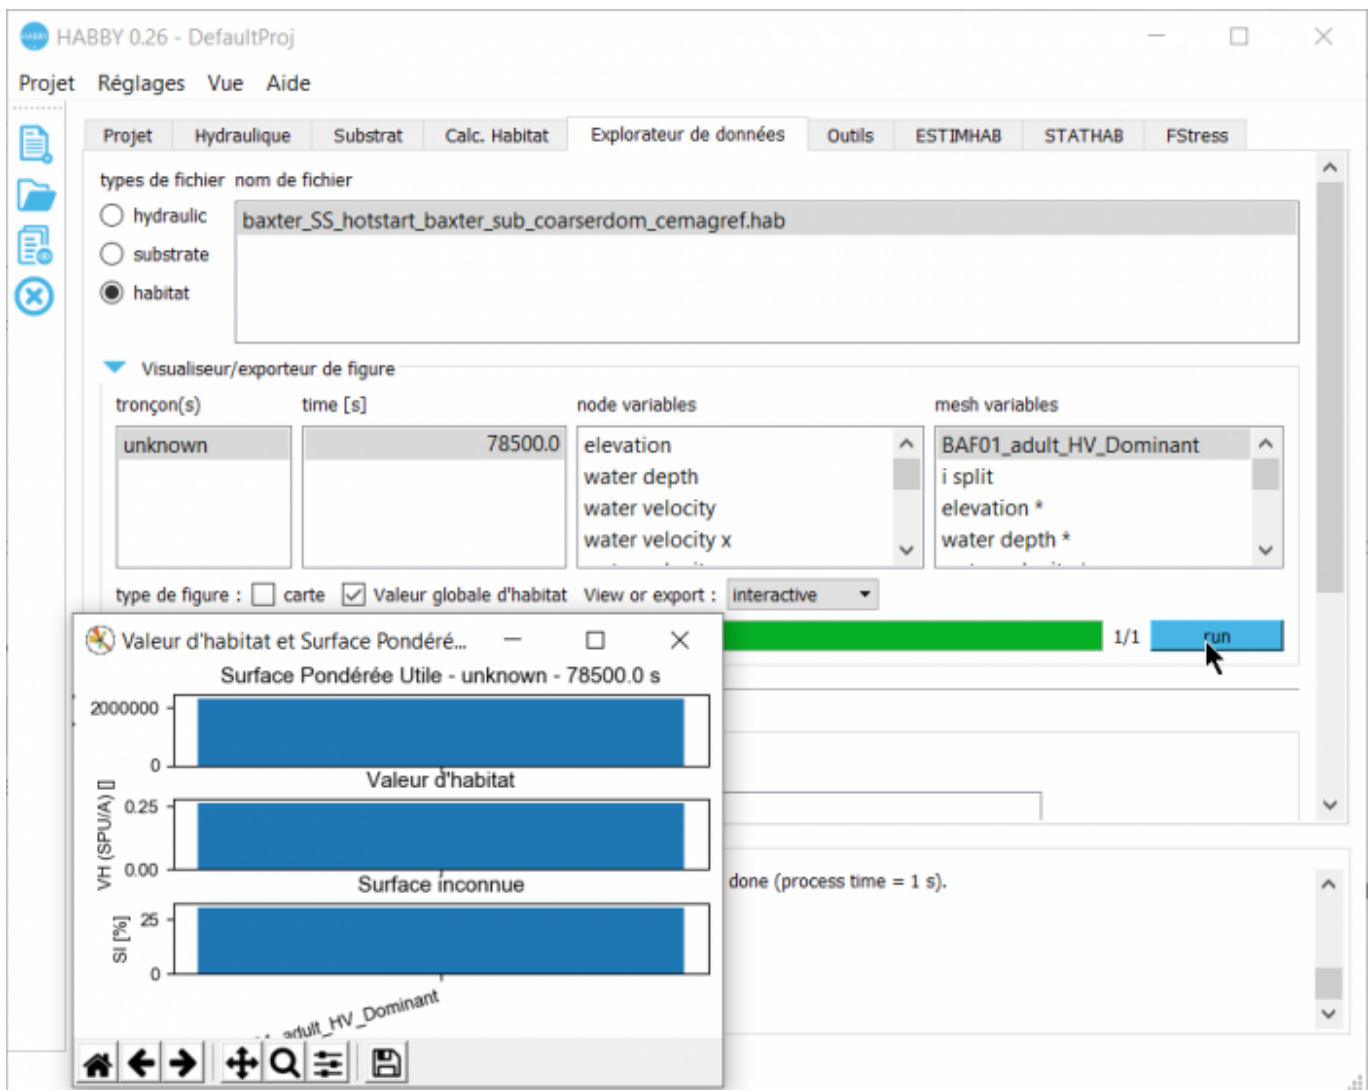 HABBY 0.26 - DefaultProj
Projet Réglages Vue Aide
Projet Hydraulique Substrat Calc. Habitat Explorateur de données Outils ESTIMHAB STATHAB FStress
types de fichier nom de fichier
hydraulic
baxter_SS_hotstart_baxter_sub_coarserdom_cemagref.hab
substrate
habitat
Visualiseur/exporteur de figure
tronçon(s) time [s] node variables mesh variables
unknown 78500.0 elevation BAF01_adult_HV_Dominant
water depth i split
water velocity elevation *
water velocity x water depth *
type de figure : carte Valeur globale d'habitat View or export : interactive
1/1 run
Valeur d'habitat et Surface Pondéré...
Surface Pondérée Utile - unknown - 78500.0 s
2000000
0
Valeur d'habitat
VH (SPU/A) []
0.25
0.00
Surface inconnue
SI [%]
25
0
adult_HV_Dominant
done (process time = 1 s).